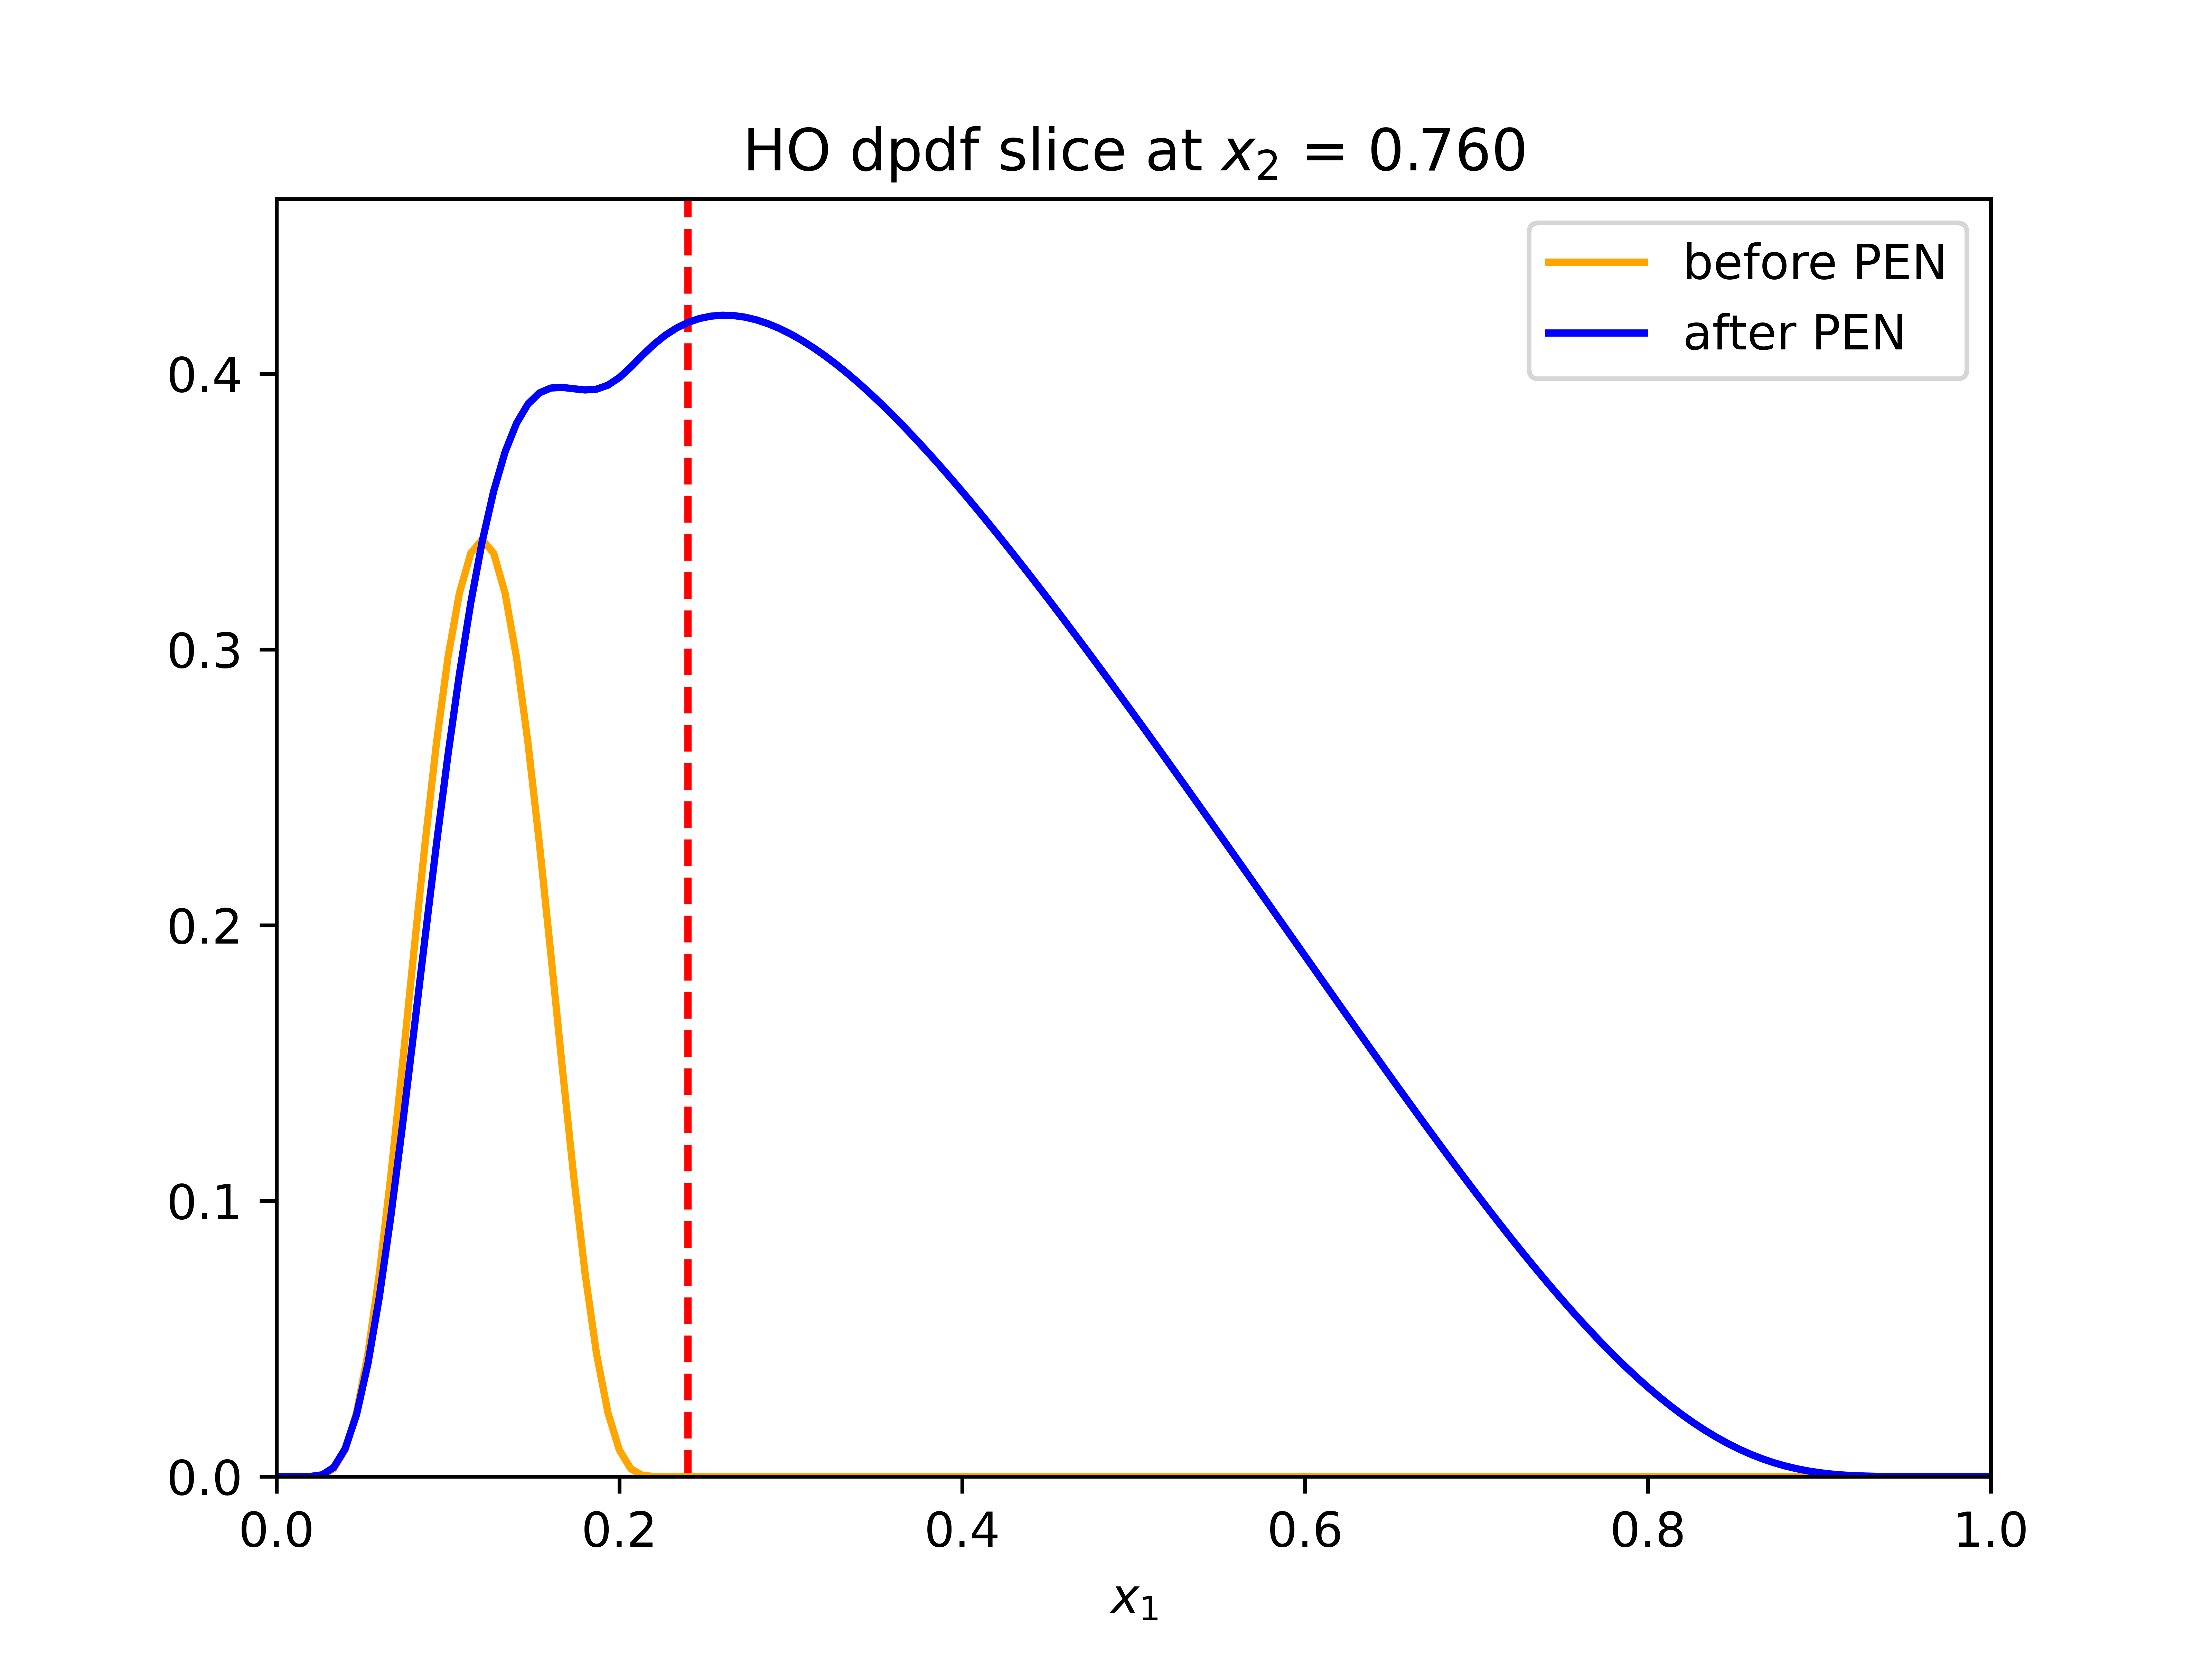 HO dpdf slice at x₂ = 0.760
before PEN
after PEN
0.4
0.3
0.2
0.1
0.0
0.0 0.2 0.4 0.6 0.8 1.0
x₁